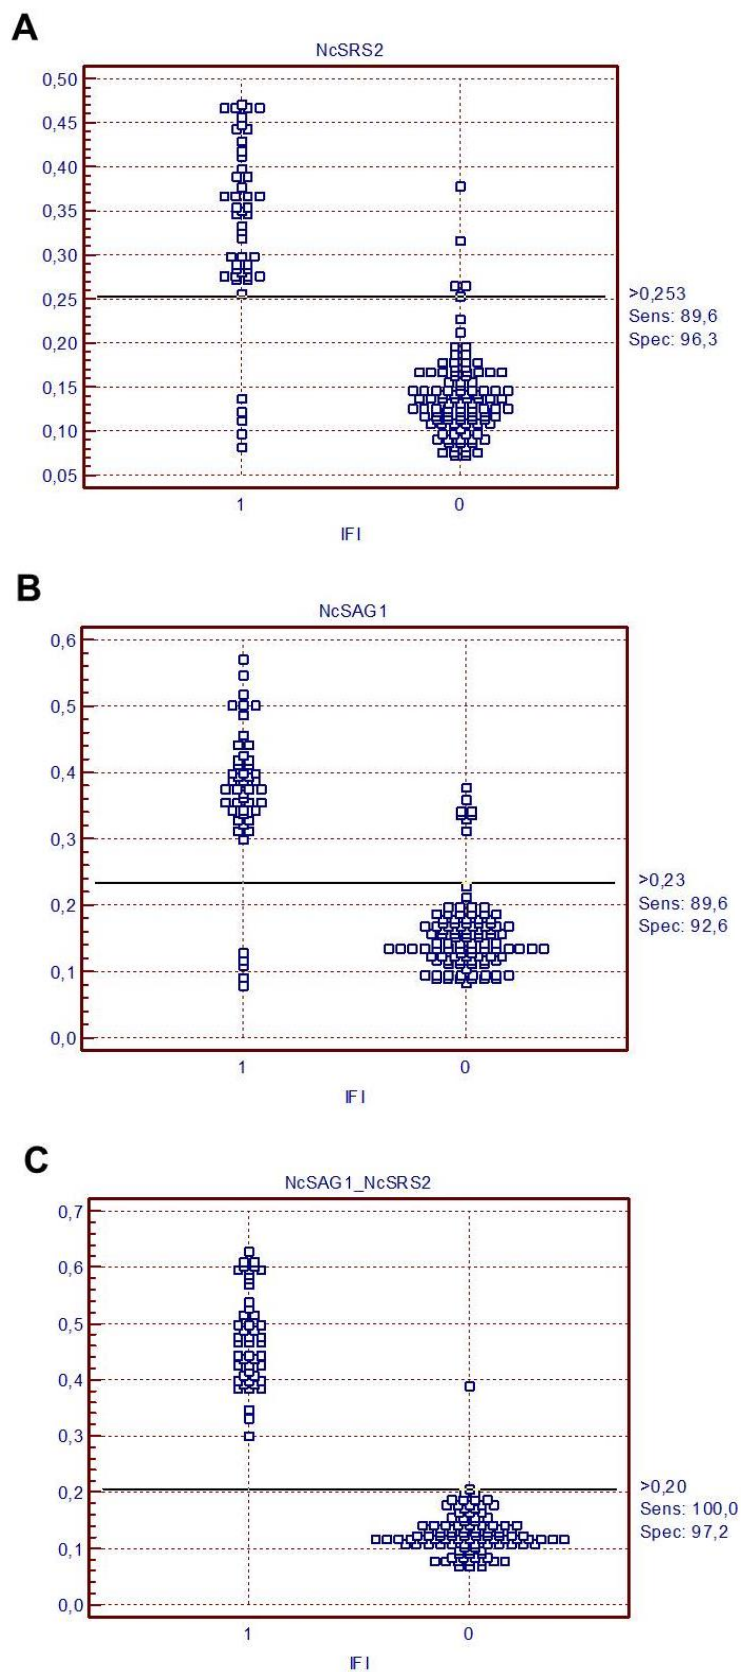 A
NcSRS2
0,50
0,45
0,40
0,35
0,30
0,25
0,20
0,15
0,10
0,05
>0,253
Sens: 89,6
Spec: 96,3
1 0
IFI
B
NcSAG1
0,6
0,5
0,4
0,3
0,2
0,1
0,0
>0,23
Sens: 89,6
Spec: 92,6
1 0
IFI
C
NcSAG1_NcSRS2
0,7
0,6
0,5
0,4
0,3
0,2
0,1
0,0
>0,20
Sens: 100,0
Spec: 97,2
1 0
IFI